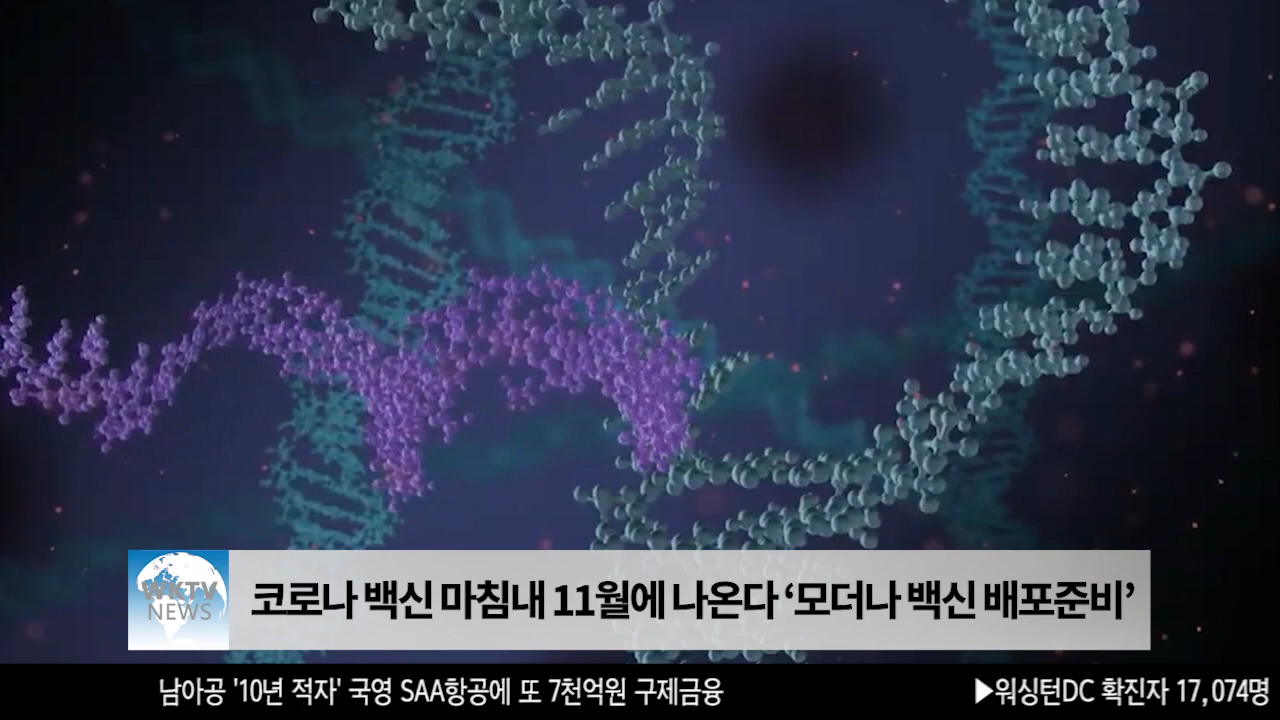 WKTV
NEWS
코로나 백신 마침내 11월에 나온다 ‘모더나 백신 배포준비’
남아공 '10년 적자' 국영 SAA항공에 또 7천억원 구제금융
▶워싱턴DC 확진자 17,074명